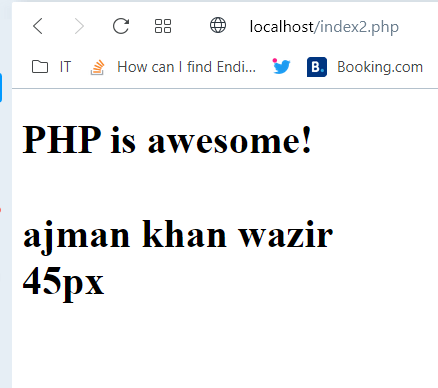 localhost/index2.php
IT How can I find Endi... B. Booking.com
PHP is awesome!
ajman khan wazir
45px